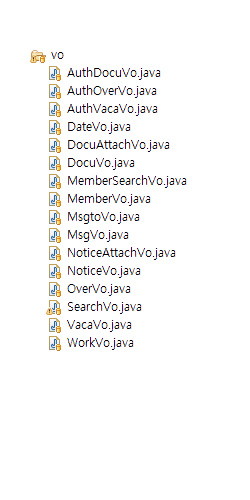 vo
AuthDocuVo.java
AuthOverVo.java
AuthVacaVo.java
DateVo.java
DocuAttachVo.java
DocuVo.java
MemberSearchVo.java
MemberVo.java
MsgtoVo.java
MsgVo.java
NoticeAttachVo.java
NoticeVo.java
OverVo.java
SearchVo.java
VacaVo.java
WorkVo.java